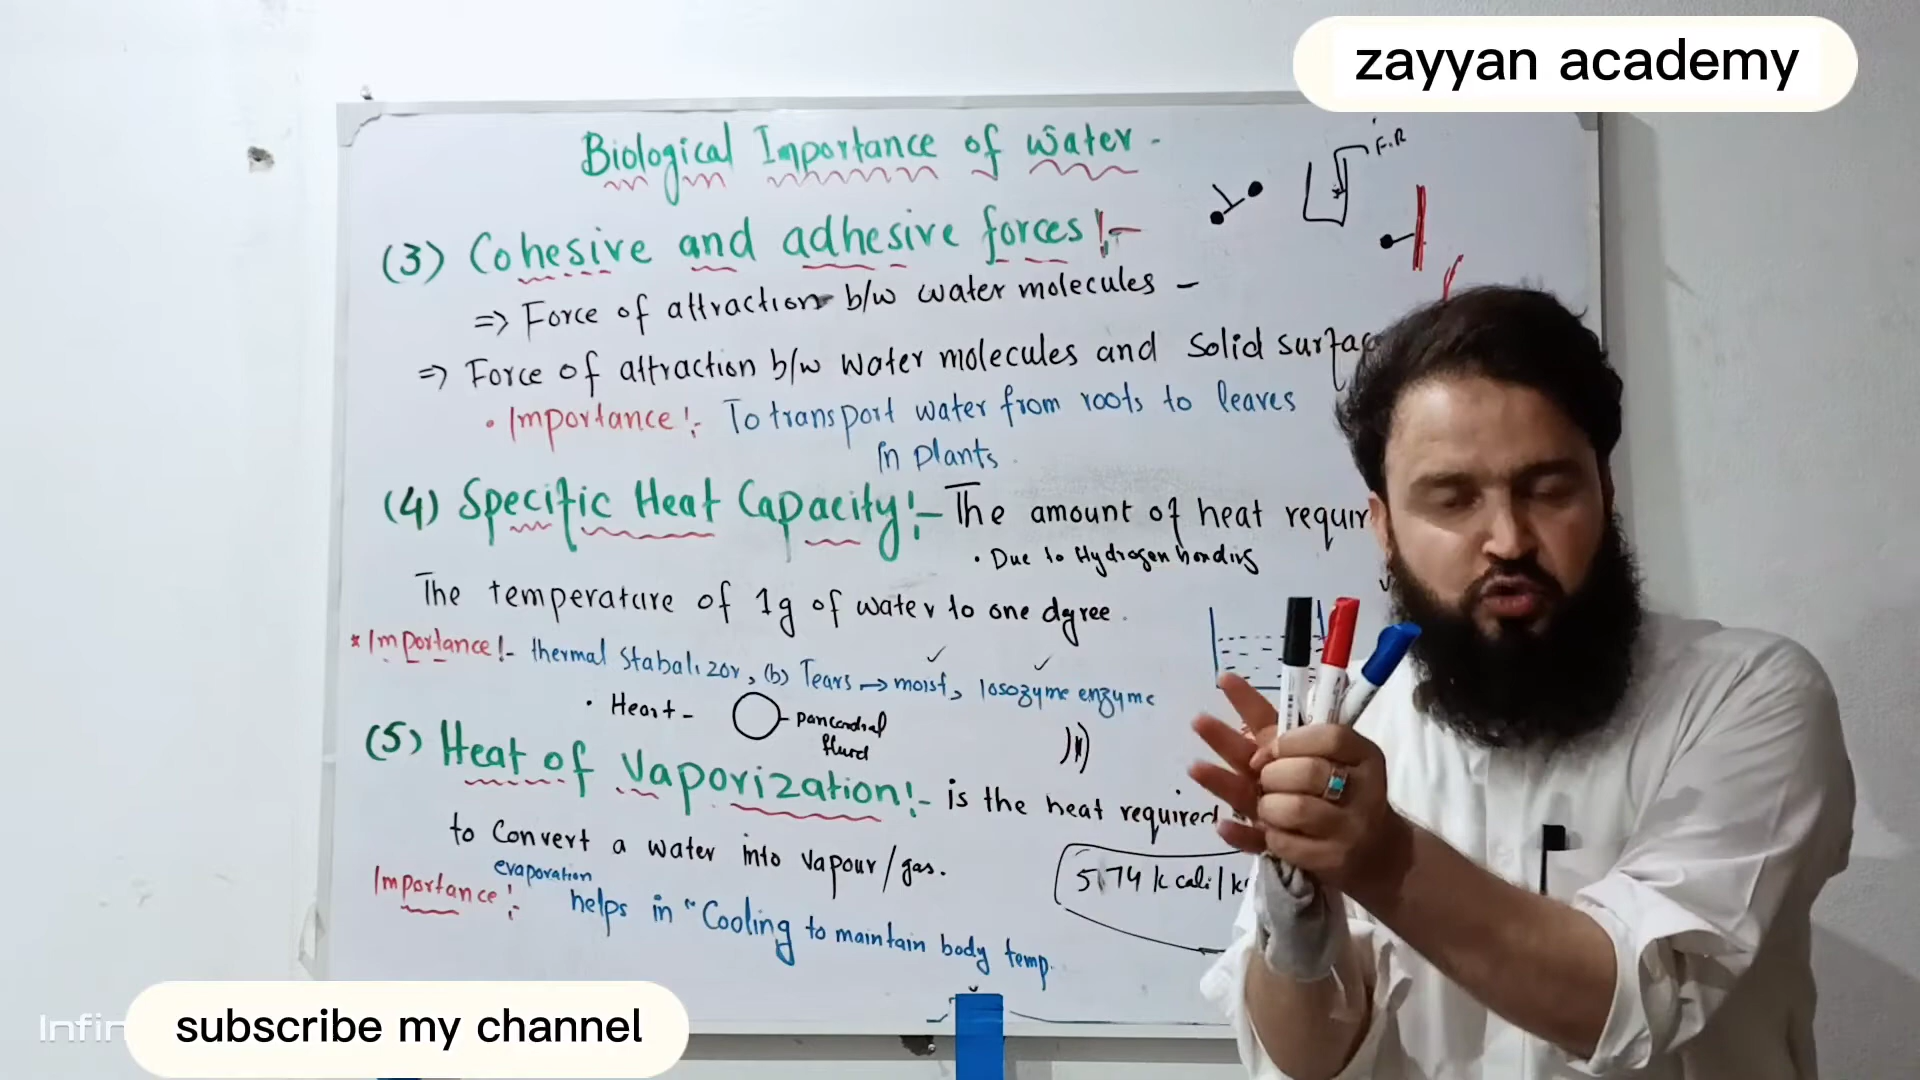 zayyan academy
Biological Importance of water -
F.R
(3) Cohesive and adhesive forces!-
=> Force of attraction b/w water molecules -
=> Force of attraction b/w water molecules and Solid
• Importance!- To transport water from roots to leaves
In plants.
(4) Specific Heat Capacity!- The amount of heat
• Due to Hydrogen bonding
The temperature of 1g of water to one dgree.
* Importance!- thermal Stabalizor, (b) Tears → moist, losozyme enzyme
• Heart -
pancardial
fluid
(5) Heat of Vaporization!- is the heat required
to Convert a water into vapour/gas.
5.74 k cal/
evaporation
Importance!- helps in "Cooling to maintain body temp.
subscribe my channel
Infin